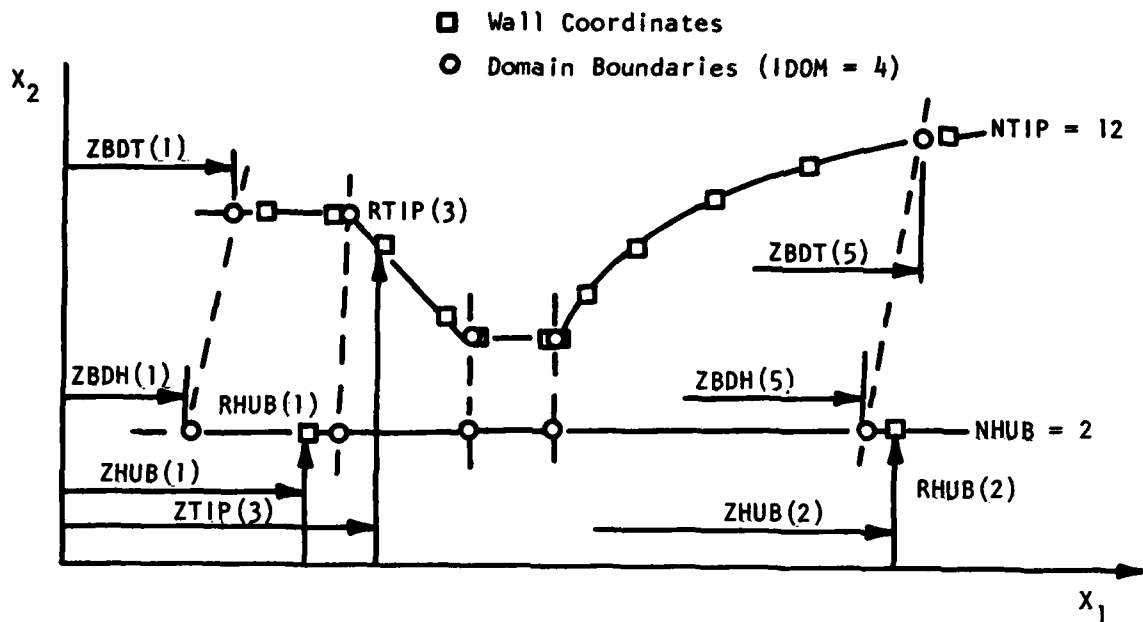 □ Wall Coordinates
○ Domain Boundaries (IDOM = 4)
X2
ZBDT(1)
NTIP = 12
RTIP(3)
ZBDT(5)
ZBDH(1)
ZBDH(5)
RHUB(1)
NHUB = 2
ZHUB(1)
RHUB(2)
ZTIP(3)
ZHUB(2)
X1